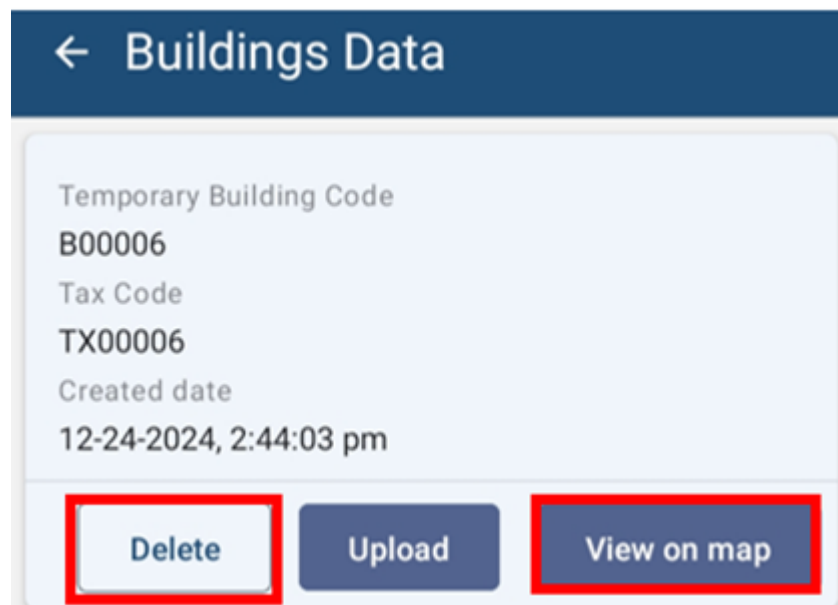 ← Buildings Data
Temporary Building Code
B00006
Tax Code
TX00006
Created date
12-24-2024, 2:44:03 pm
Delete Upload View on map